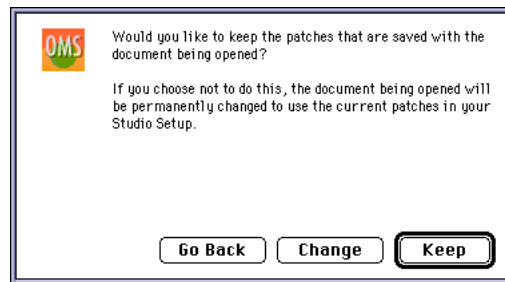 OMS
Would you like to keep the patches that are saved with the
document being opened?
If you choose not to do this, the document being opened will
be permanently changed to use the current patches in your
Studio Setup.
Go Back
Change
Keep